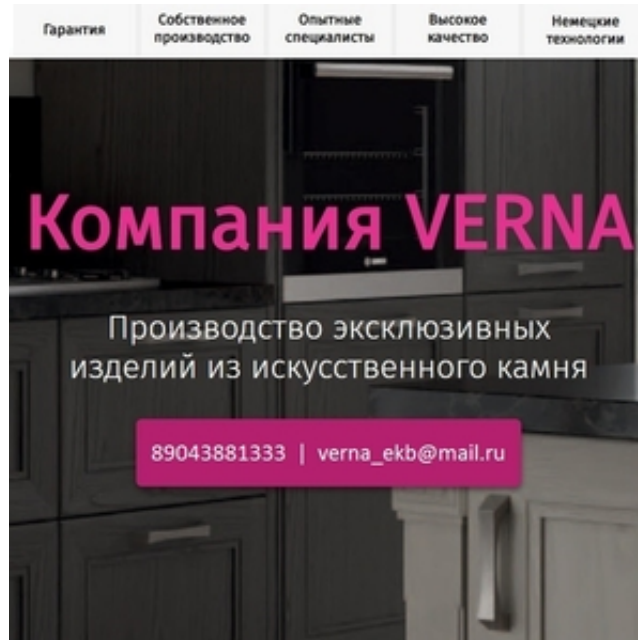 Гарантия
Собственное
производство
Опытные
специалисты
Высокое
качество
Немецкие
технологии
Компания VERNA
Производство эксклюзивных
изделий из искусственного камня
89043881333 | verna_ekb@mail.ru